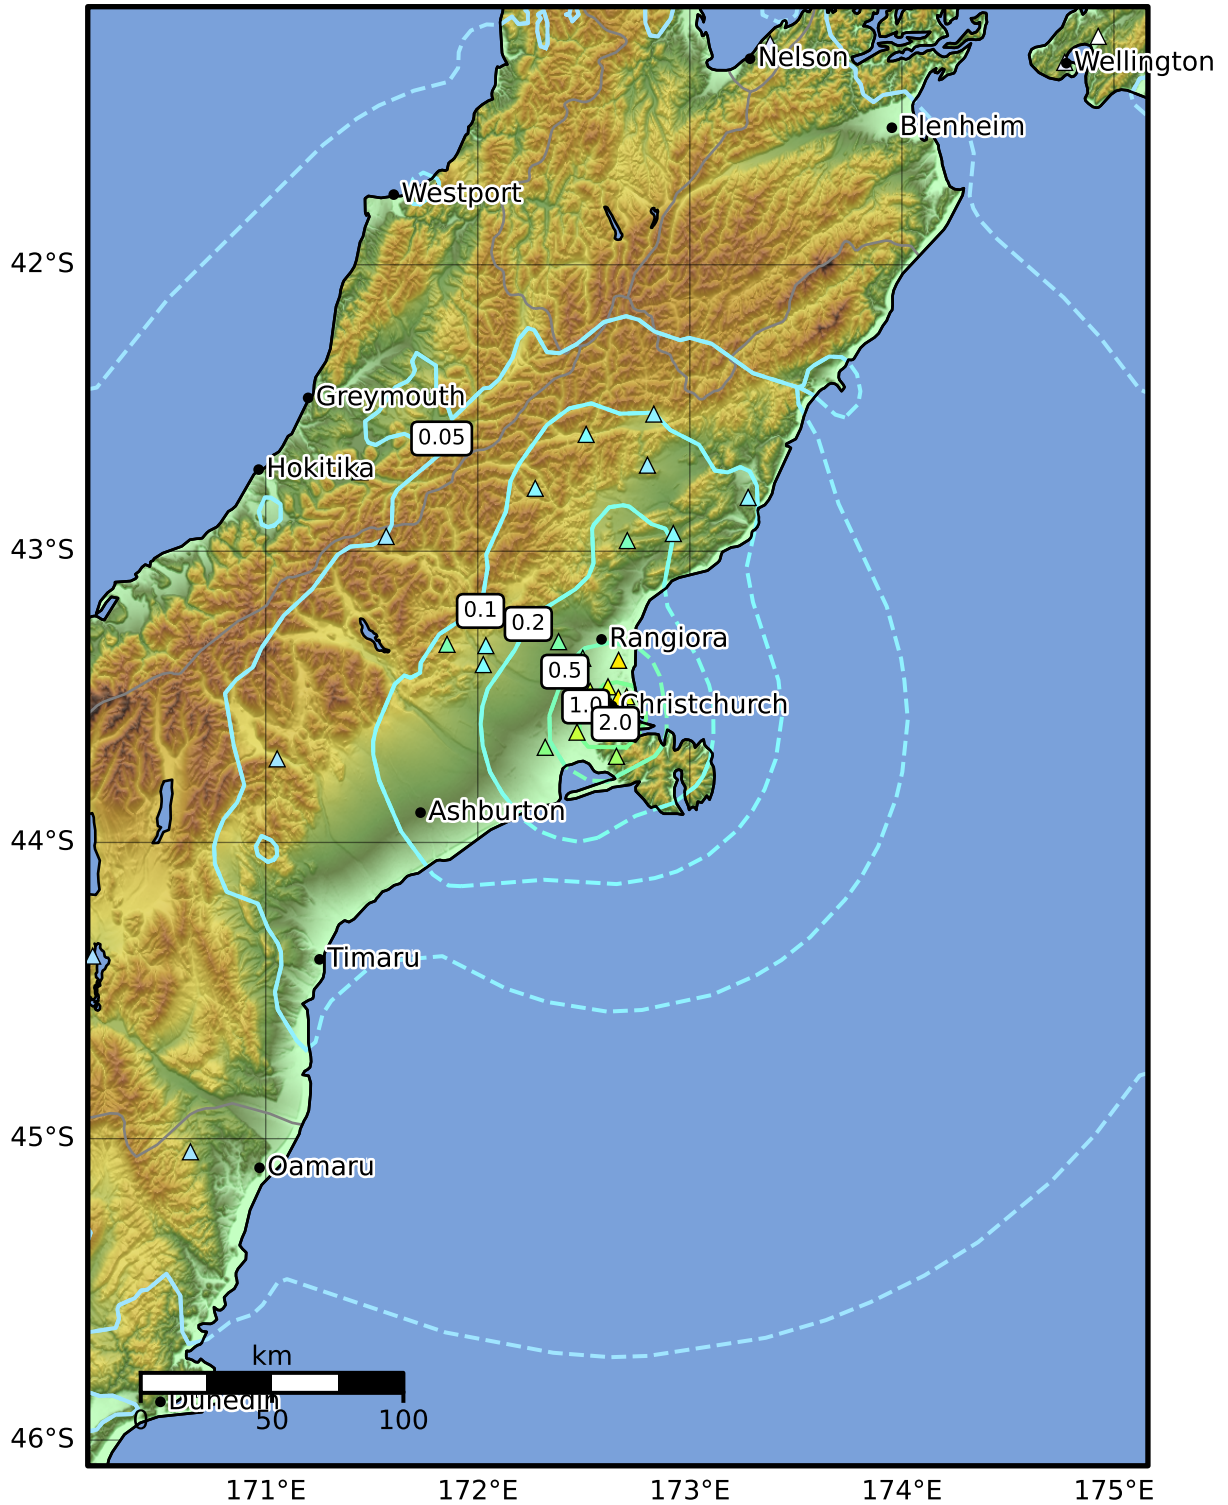 Nelson
Wellington
Blenheim
Westport
42°S
Greymouth
0.05
Hokitika
43°S
0.1
0.2
Rangiora
0.5
1.0
Christchurch
2.0
Ashburton
44°S
Timaru
45°S
Oamaru
km
Dunedin
0 50 100
46°S
171°E 172°E 173°E 174°E 175°E